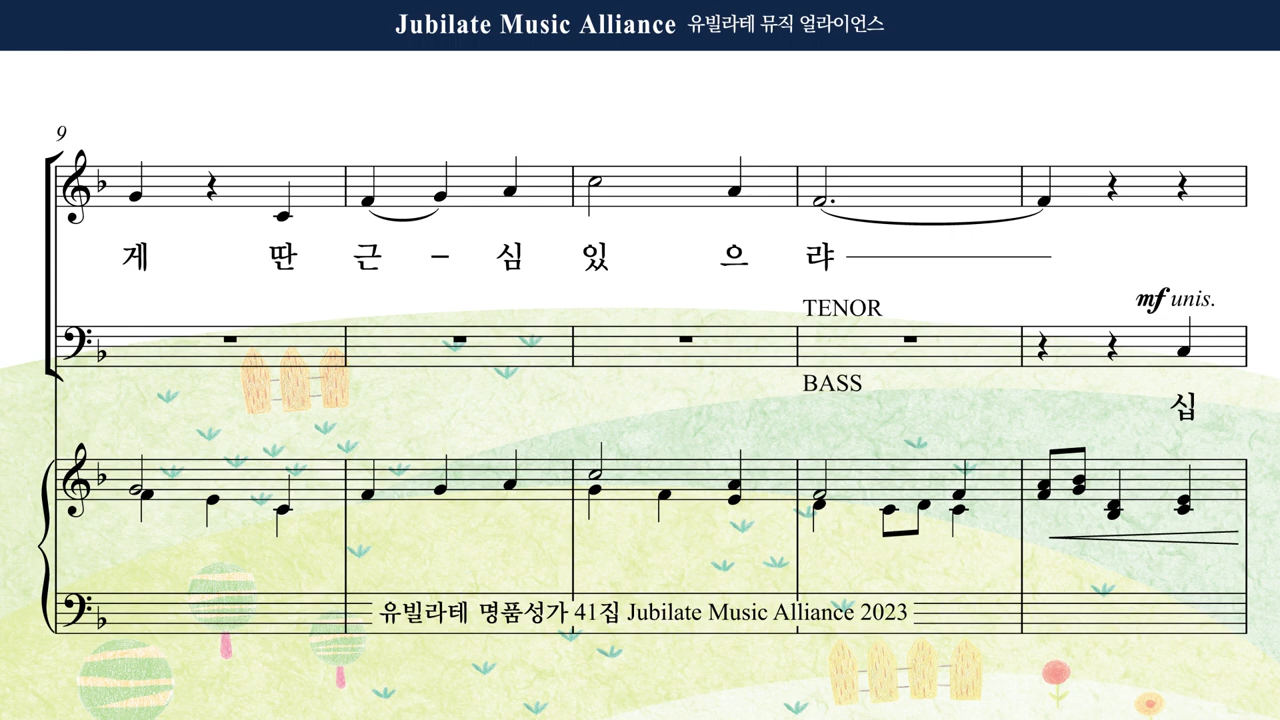 Jubilate Music Alliance 유빌라테 뮤직 얼라이언스
9
게 딴 근 - 심 있 으 랴
TENOR
mf unis.
BASS
십
유빌라테 명품성가 41집 Jubilate Music Alliance 2023